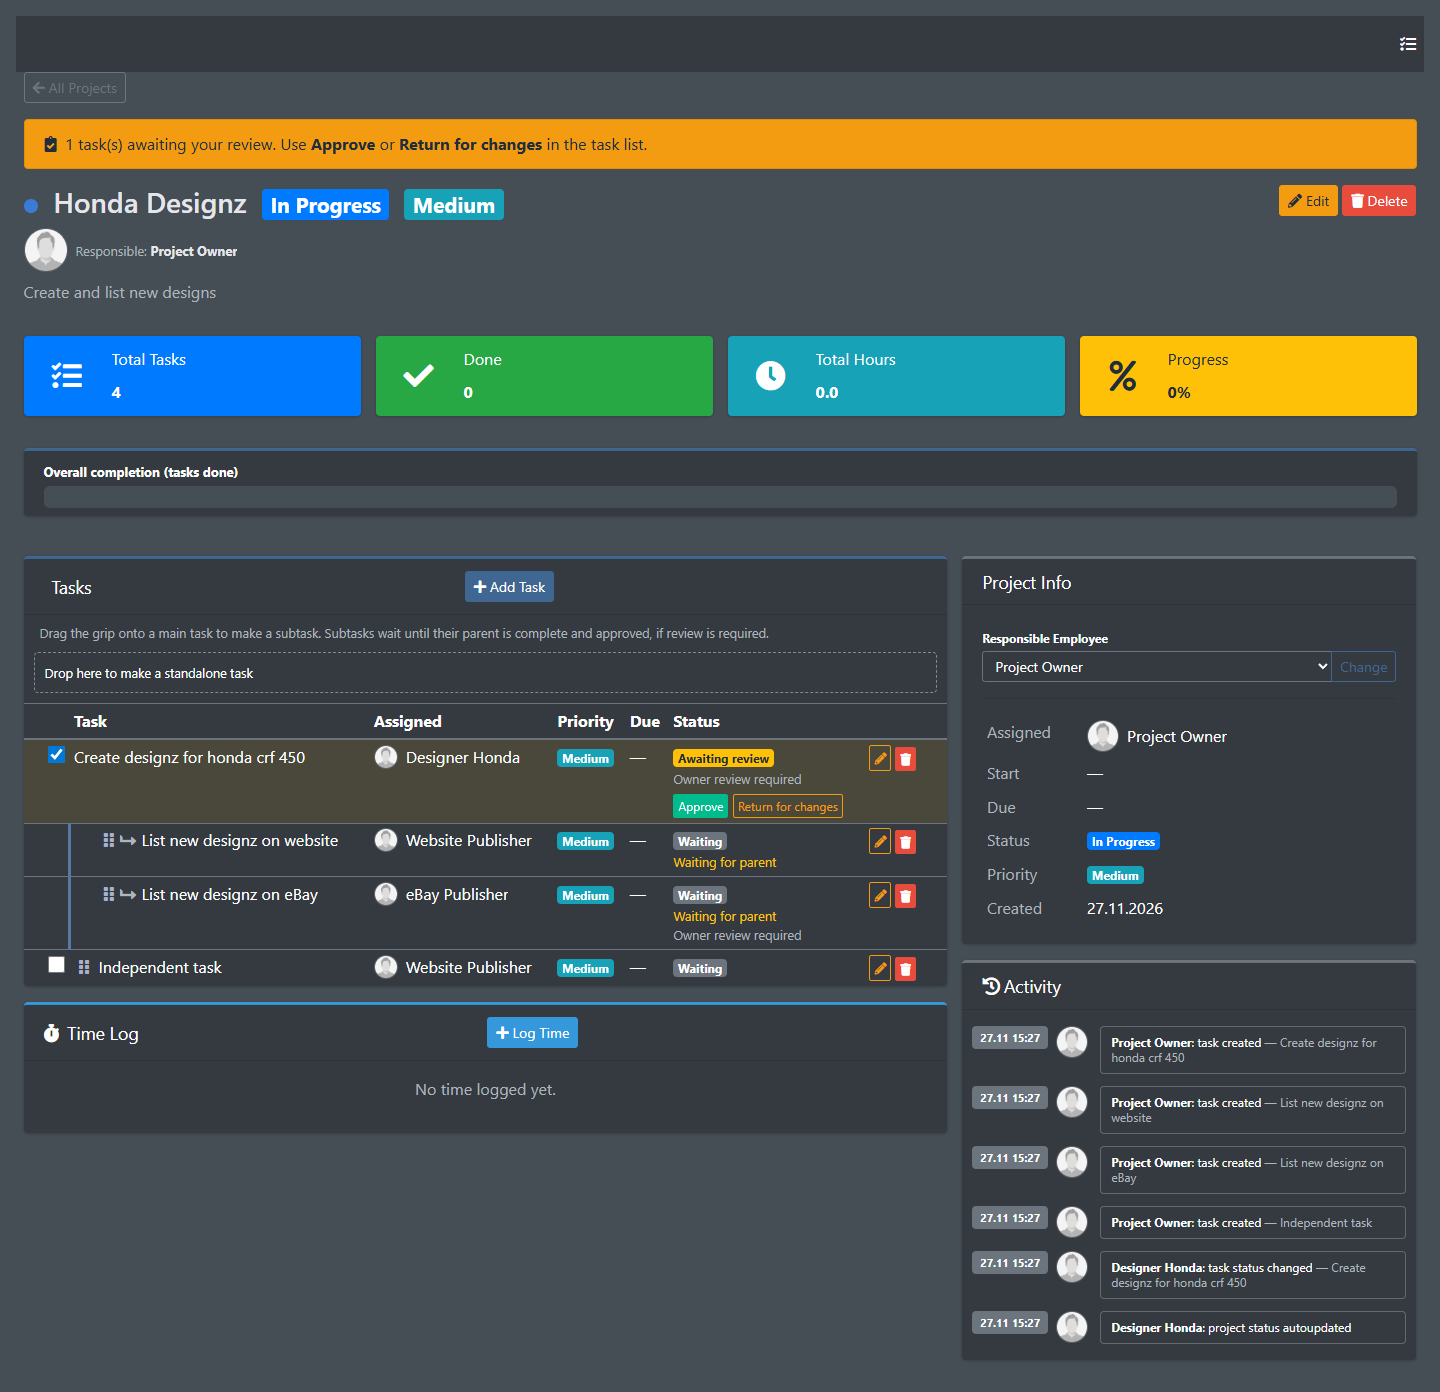 All Projects
1 task(s) awaiting your review. Use Approve or Return for changes in the task list.
Honda Designz In Progress Medium
Edit Delete
Responsible: Project Owner
Create and list new designs
Total Tasks
4
Done
0
Total Hours
0.0
Progress
0%
Overall completion (tasks done)
Tasks
Add Task
Drag the grip onto a main task to make a subtask. Subtasks wait until their parent is complete and approved, if review is required.
Drop here to make a standalone task
Task Assigned Priority Due Status
Create designz for honda crf 450 Designer Honda Medium — Awaiting review
Owner review required
Approve Return for changes
List new designz on website Website Publisher Medium — Waiting
Waiting for parent
List new designz on eBay eBay Publisher Medium — Waiting
Waiting for parent
Owner review required
Independent task Website Publisher Medium — Waiting
Time Log
Log Time
No time logged yet.
Project Info
Responsible Employee
Project Owner Change
Assigned Project Owner
Start —
Due —
Status In Progress
Priority Medium
Created 27.11.2026
Activity
27.11 15:27 Project Owner: task created — Create designz for
honda crf 450
27.11 15:27 Project Owner: task created — List new designz on
website
27.11 15:27 Project Owner: task created — List new designz on
eBay
27.11 15:27 Project Owner: task created — Independent task
27.11 15:27 Designer Honda: task status changed — Create
designz for honda crf 450
27.11 15:27 Designer Honda: project status autoupdated